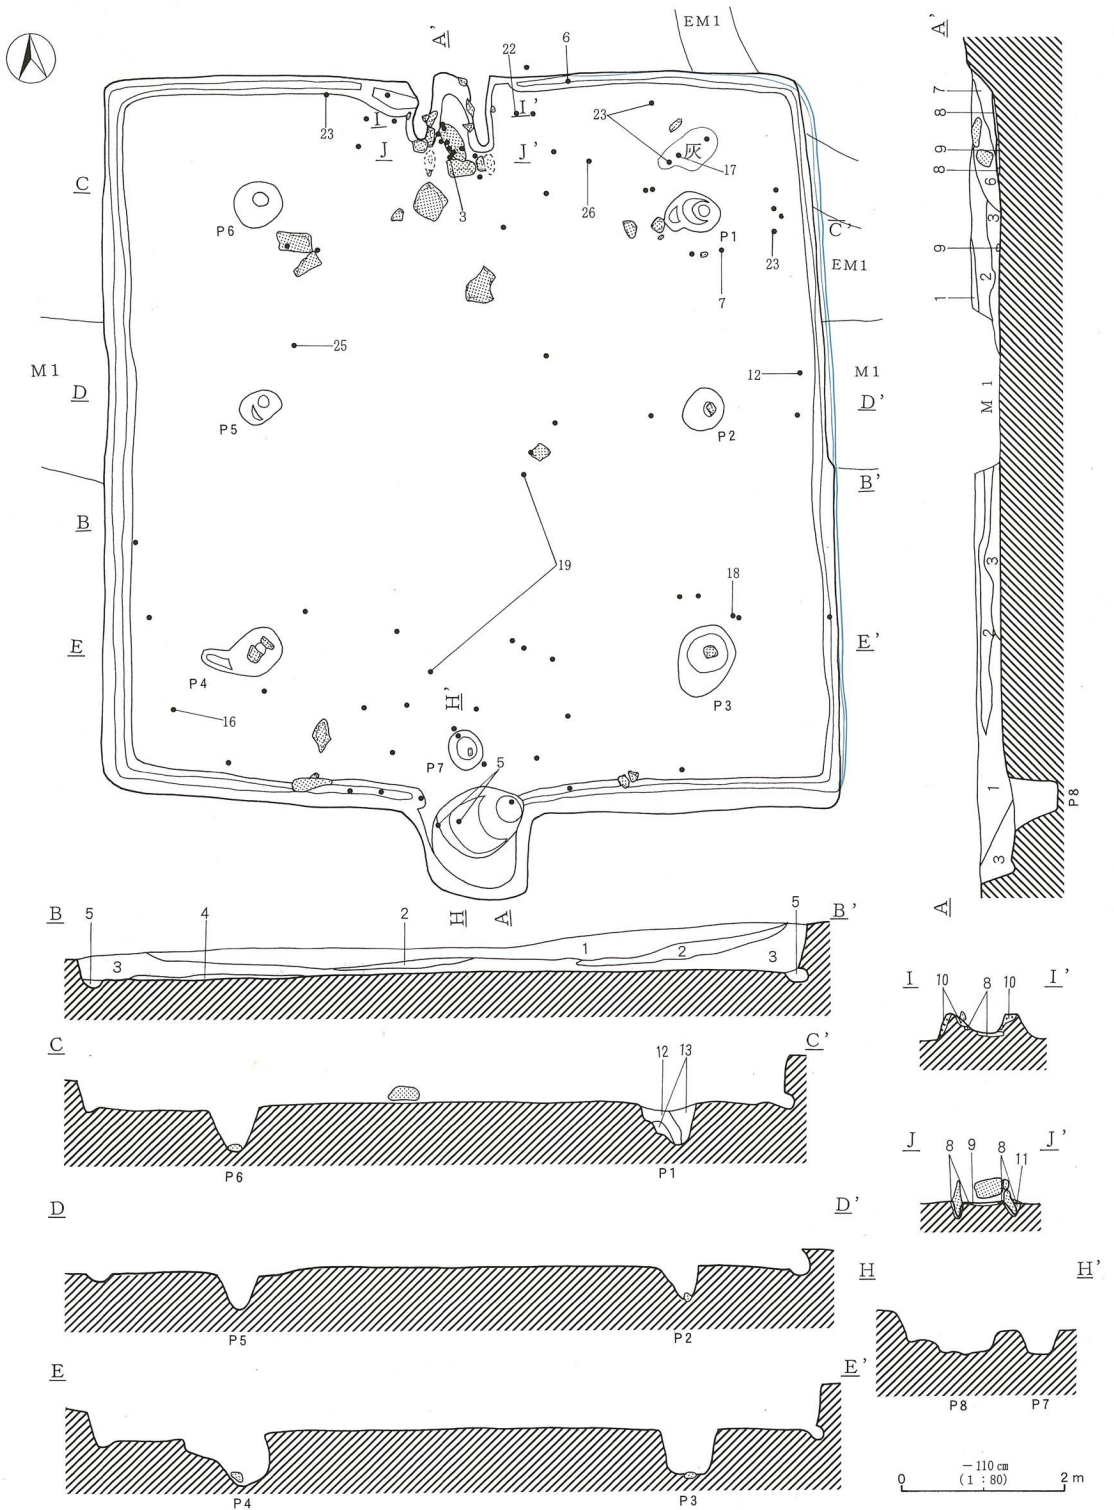 A'
EM1
A'
6
22
7
I'
23
I
23
8
J
J'
灰
9
C
17
8
6
3
26
P6
P1
C'
3
EM1
23
9
7
2
1
25
M1
12
M1
M1
D
D'
P5
P2
B'
B
19
3
18
2
E
E'
P4
H'
P3
16
P7
5
1
P8
3
B
5
4
2
H
A
B'
5
A
1
2
3
3
I
10
8
10
I'
C
C'
12
13
J
8
9
8
11
J'
P6
P1
D
D'
H
H'
P5
P2
E
E'
P8
P7
-110㎝
(1:80)
0
2m
P4
P3